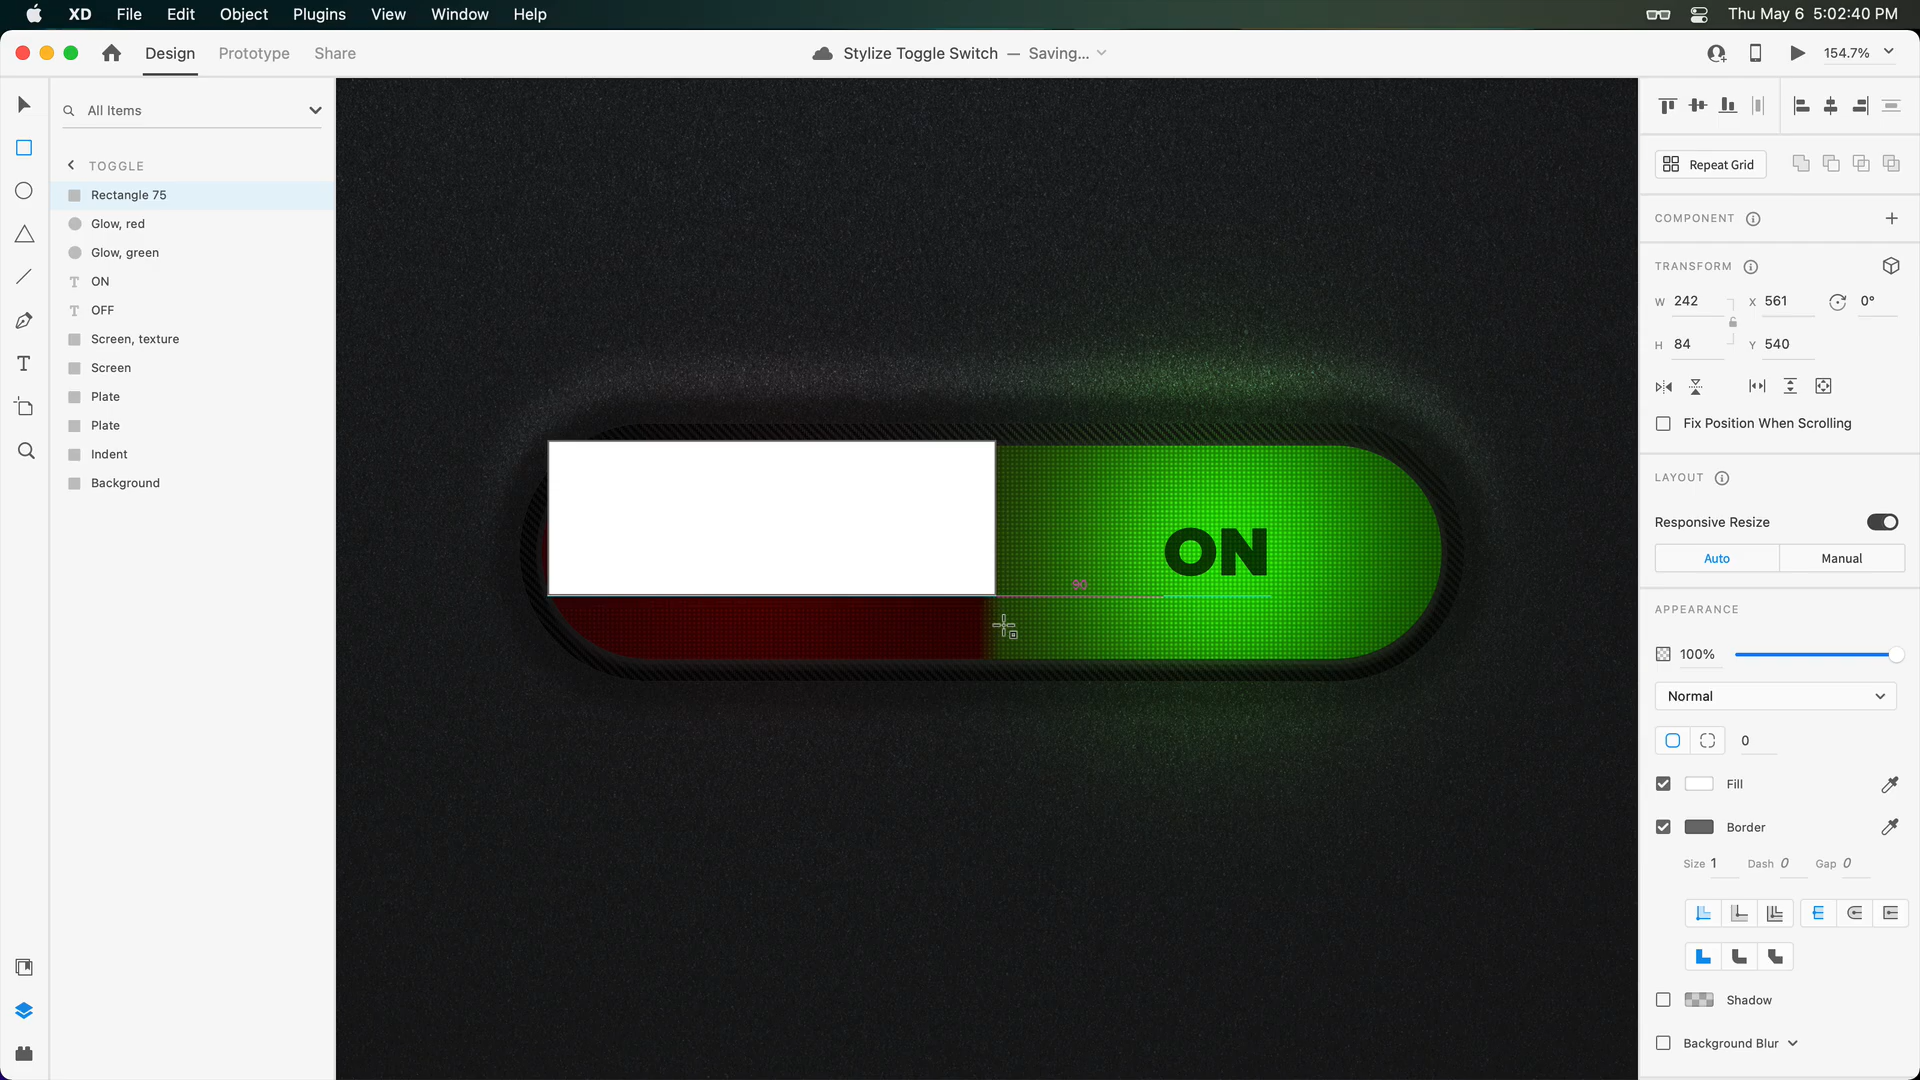 XD File Edit Object Plugins View Window Help
Thu May 6 5:02:40 PM
Design Prototype Share
Stylize Toggle Switch — Saving...
154.7%
All Items
TOGGLE
Rectangle 75
Glow, red
Glow, green
T ON
T OFF
Screen, texture
Screen
Plate
Plate
Indent
Background
ON
90
Repeat Grid
COMPONENT
TRANSFORM
W 242 X 561 0°
H 84 Y 540
Fix Position When Scrolling
LAYOUT
Responsive Resize
Auto Manual
APPEARANCE
100%
Normal
0
Fill
Border
Size 1 Dash 0 Gap 0
Shadow
Background Blur